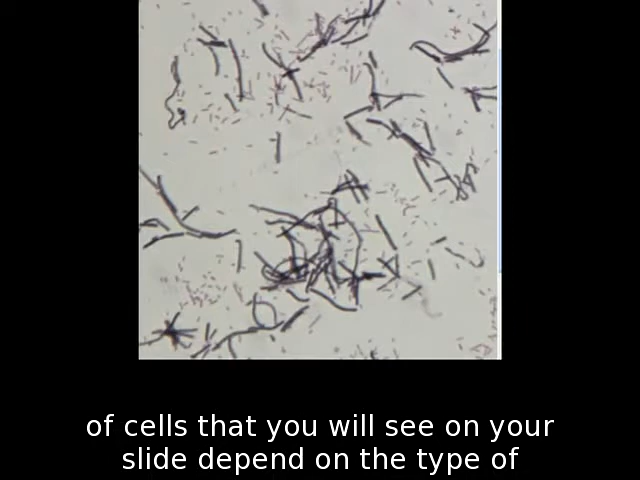 of cells that you will see on your
slide depend on the type of